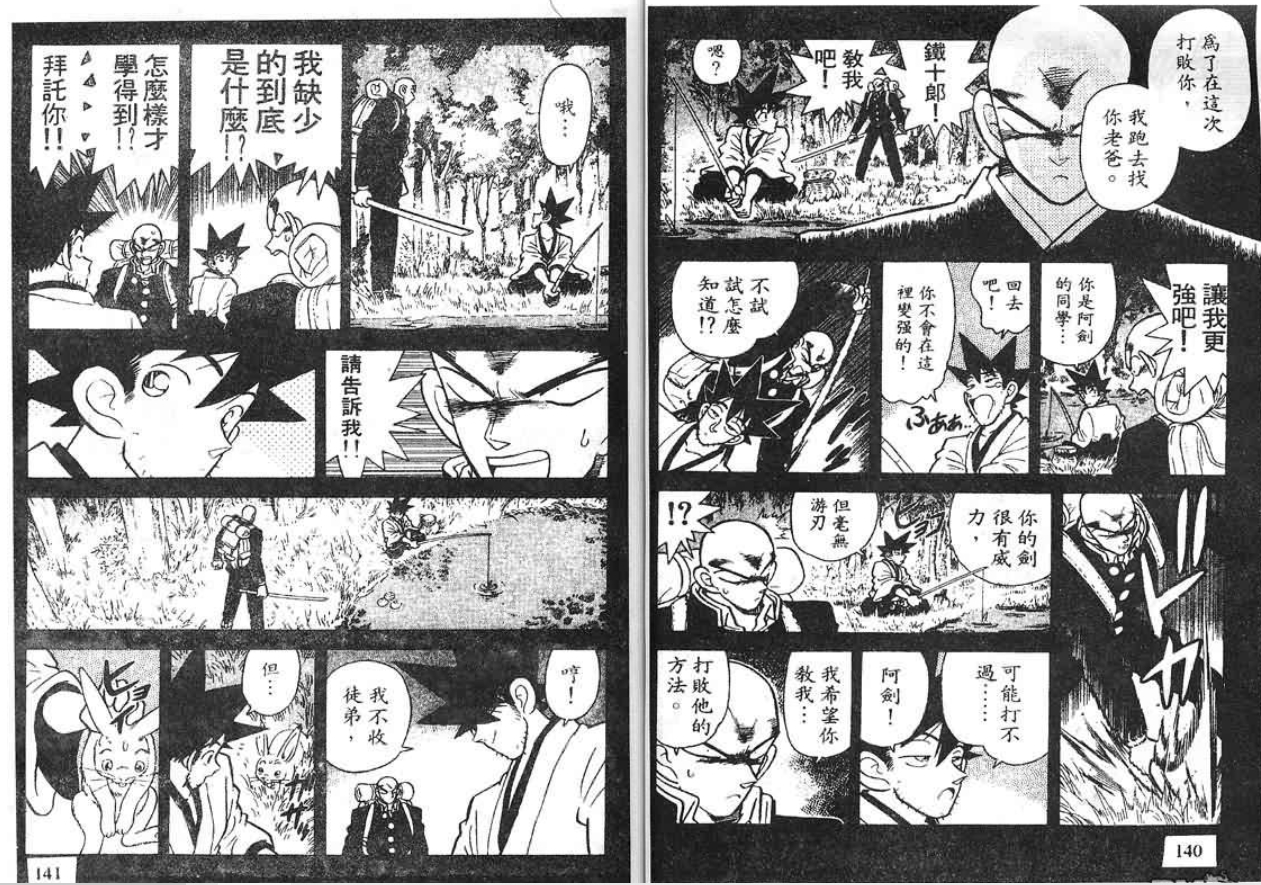 爲了在這次
打敗你，
我跑去找
你老爸。
鐵十郎！
教我
吧！
嗯？
讓我更
強吧！
你是阿劍
的同學…
回去
吧！
你不會在這
裡變强的！
ふああ..
不試
試怎麼
知道!?
你的劍
很有威
力，
但毫無
游刃
!?
可能打不
過……
阿劍！
我希望你
教我…
打敗他的
方法。
140
哦…
我缺少
的到底
是什麼!?
怎麼樣才
學得到!?
拜託你!!
請告訴我!!
我不收
徒弟，
但…
141